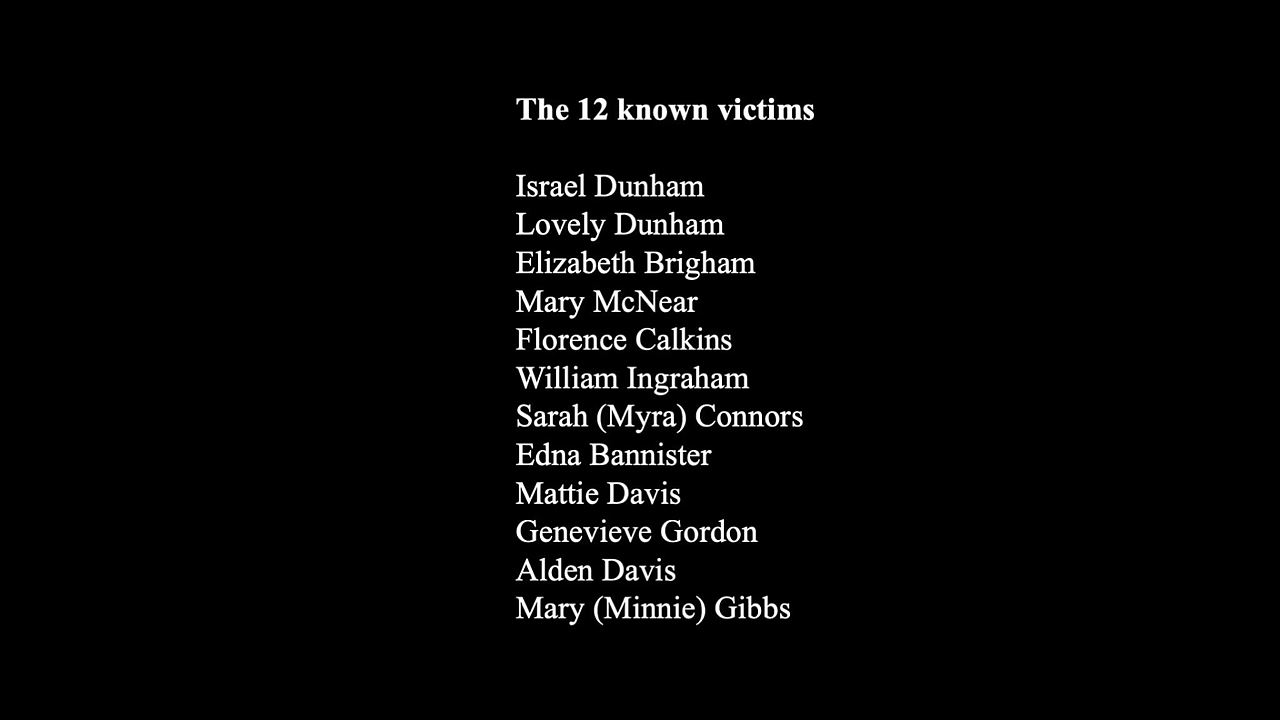 The 12 known victims
Israel Dunham
Lovely Dunham
Elizabeth Brigham
Mary McNear
Florence Calkins
William Ingraham
Sarah (Myra) Connors
Edna Bannister
Mattie Davis
Genevieve Gordon
Alden Davis
Mary (Minnie) Gibbs